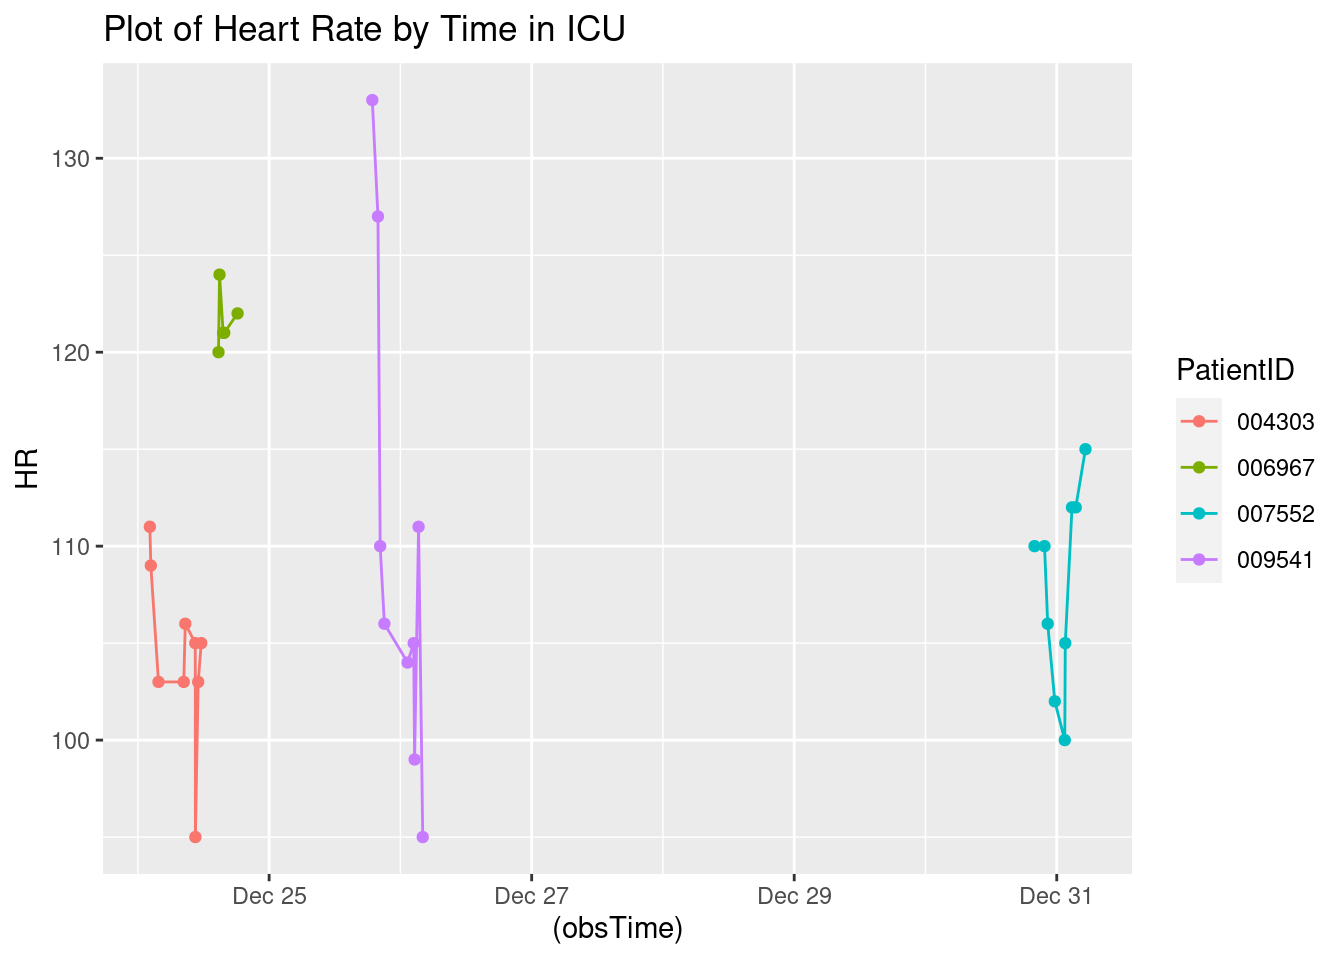 Plot of Heart Rate by Time in ICU
130
120
110
100
HR
Dec 25
Dec 27
Dec 29
Dec 31
(obsTime)
PatientID
004303
006967
007552
009541